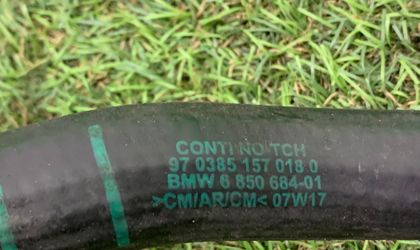 CONTI NO TCH
97 0385 157 018 0
BMW 6 850 684-01
>CM/AR/CM< 07W17